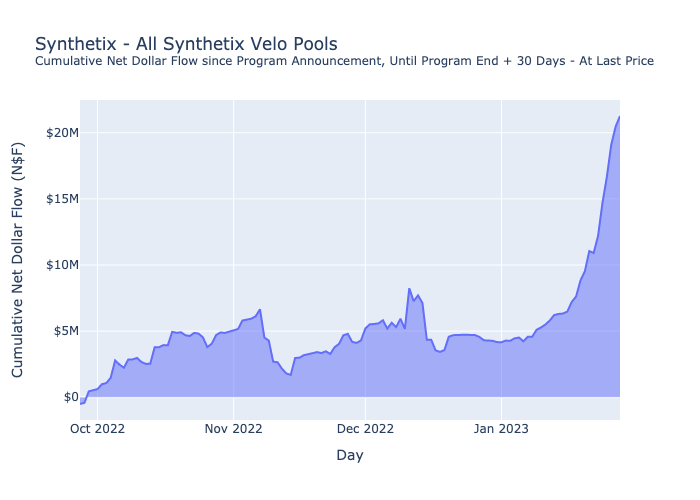 Synthetix - All Synthetix Velo Pools
Cumulative Net Dollar Flow since Program Announcement, Until Program End + 30 Days - At Last Price
Cumulative Net Dollar Flow (N$F)
$20M
$15M
$10M
$5M
$0
Oct 2022
Nov 2022
Dec 2022
Jan 2023
Day